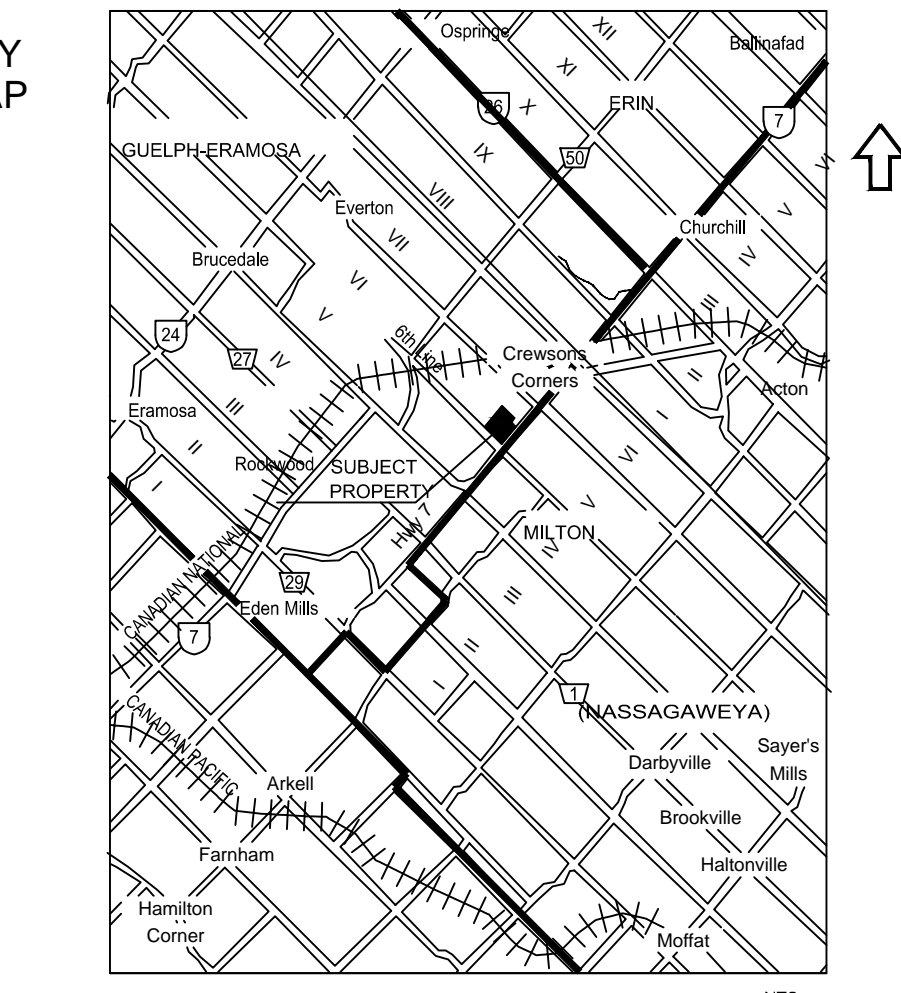 Y
AP
Ospringe
XII
Ballinafad
XI
26
X
ERIN
7
IX
50
VI
GUELPH-ERAMOSA
VIII
Everton
V
Churchill
VII
Brucedale
IV
VI
V
III
24
6th Line
27
IV
Crewsons
Corners
II
Acton
III
I
Eramosa
II
VI
Rockwood
SUBJECT
PROPERTY
I
V
Hwy 7
MILTON
IV
CANADIAN NATIONAL
29
III
Eden Mills
7
II
I
1
(NASSAGAWEYA)
CANADIAN PACIFIC
Sayer's
Mills
Darbyville
Arkell
Brookville
Farnham
Haltonville
Hamilton
Corner
Moffat